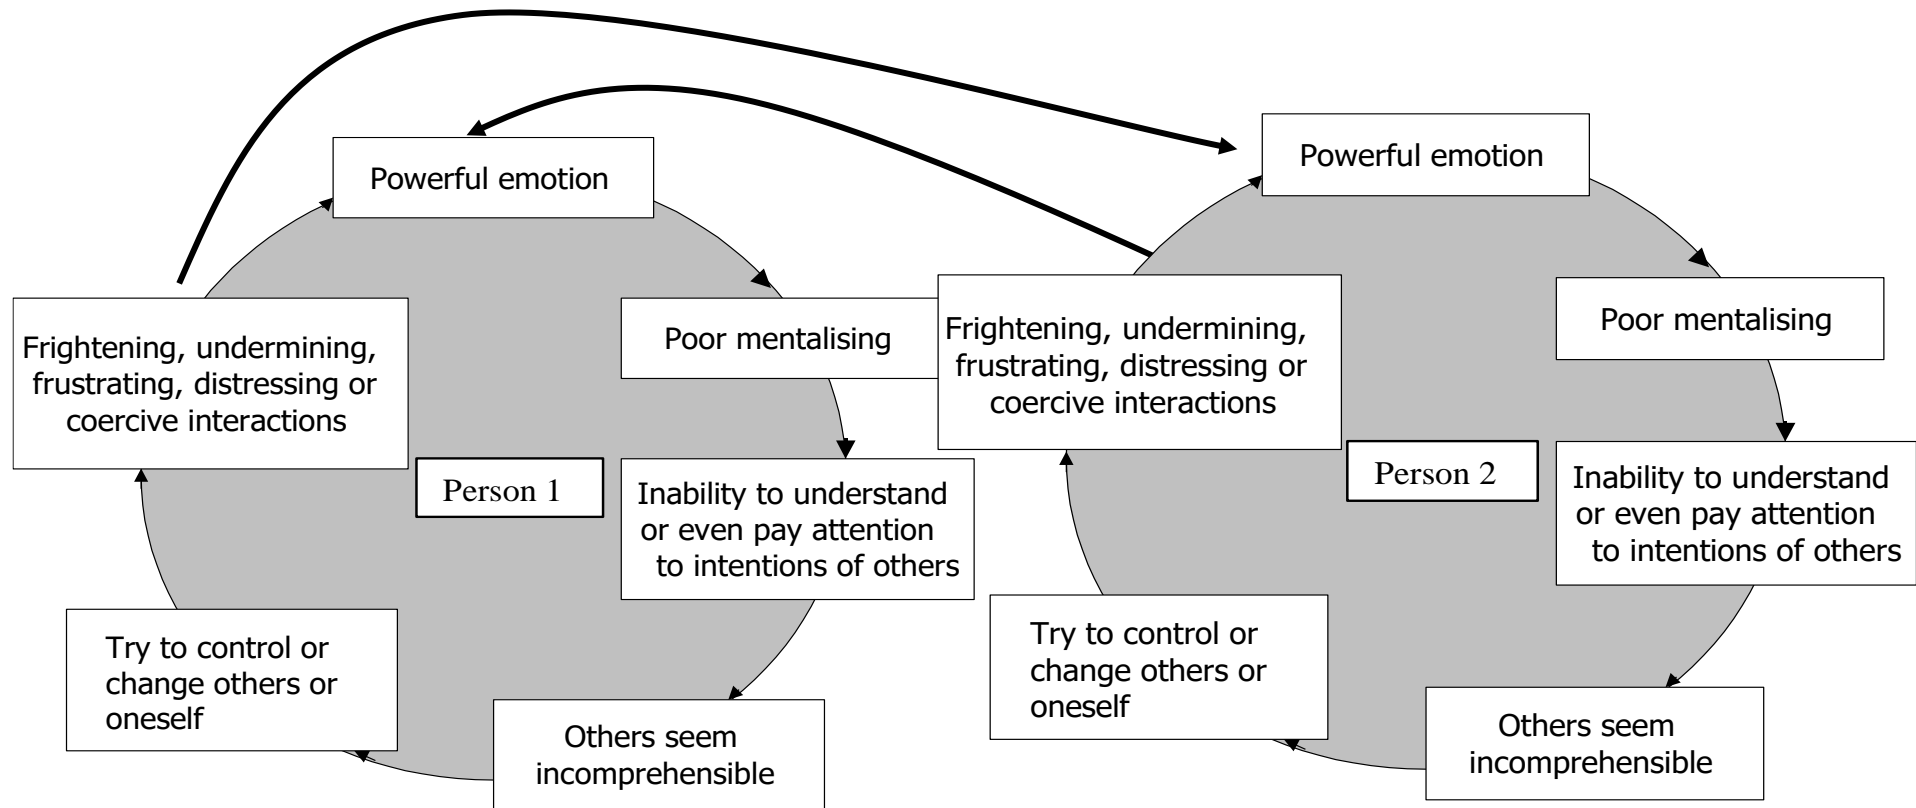 Powerful emotion
Poor mentalising
Inability to understand
or even pay attention
to intentions of others
Others seem
incomprehensible
Try to control or
change others or
oneself
Frightening, undermining,
frustrating, distressing or
coercive interactions
Person 1
Powerful emotion
Poor mentalising
Inability to understand
or even pay attention
to intentions of others
Others seem
incomprehensible
Try to control or
change others or
oneself
Frightening, undermining,
frustrating, distressing or
coercive interactions
Person 2